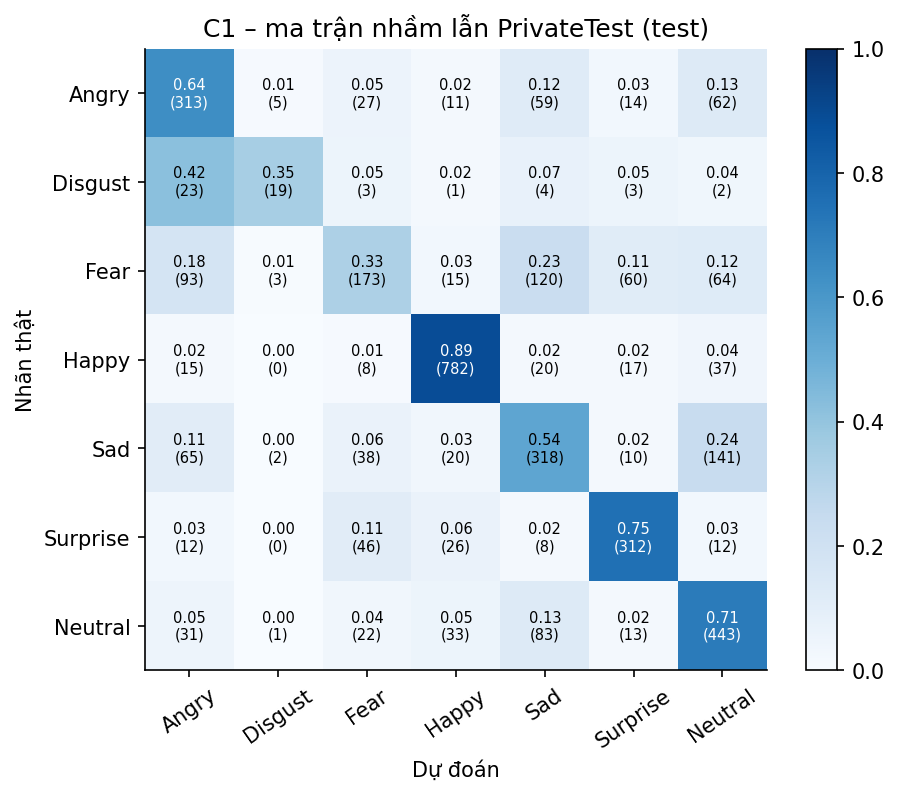 C1 – ma trận nhầm lẫn PrivateTest (test)
Nhãn thật
Angry
0.64 0.01 0.05 0.02 0.12 0.03 0.13
(313) (5) (27) (11) (59) (14) (62)
Disgust
0.42 0.35 0.05 0.02 0.07 0.05 0.04
(23) (19) (3) (1) (4) (3) (2)
Fear
0.18 0.01 0.33 0.03 0.23 0.11 0.12
(93) (3) (173) (15) (120) (60) (64)
Happy
0.02 0.00 0.01 0.89 0.02 0.02 0.04
(15) (0) (8) (782) (20) (17) (37)
Sad
0.11 0.00 0.06 0.03 0.54 0.02 0.24
(65) (2) (38) (20) (318) (10) (141)
Surprise
0.03 0.00 0.11 0.06 0.02 0.75 0.03
(12) (0) (46) (26) (8) (312) (12)
Neutral
0.05 0.00 0.04 0.05 0.13 0.02 0.71
(31) (1) (22) (33) (83) (13) (443)
Angry Disgust Fear Happy Sad Surprise Neutral
Dự đoán
1.0
0.8
0.6
0.4
0.2
0.0